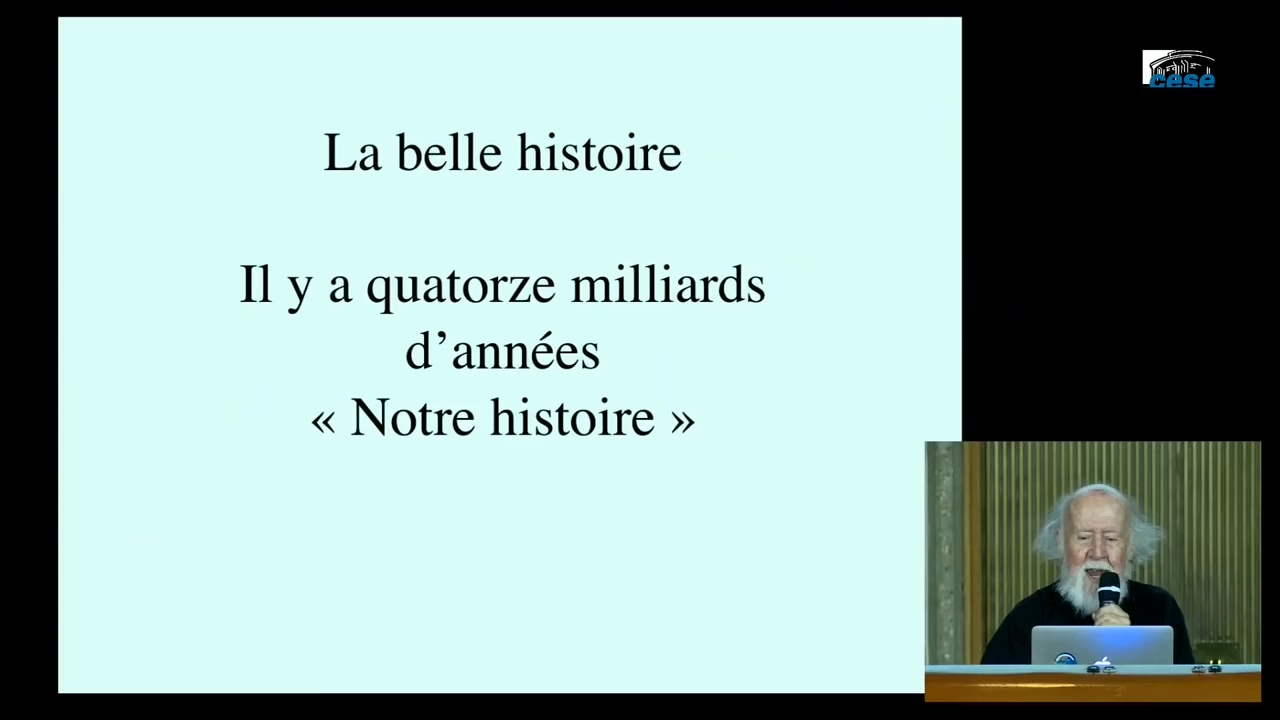 La belle histoire
Il y a quatorze milliards
d’années
« Notre histoire »
cese